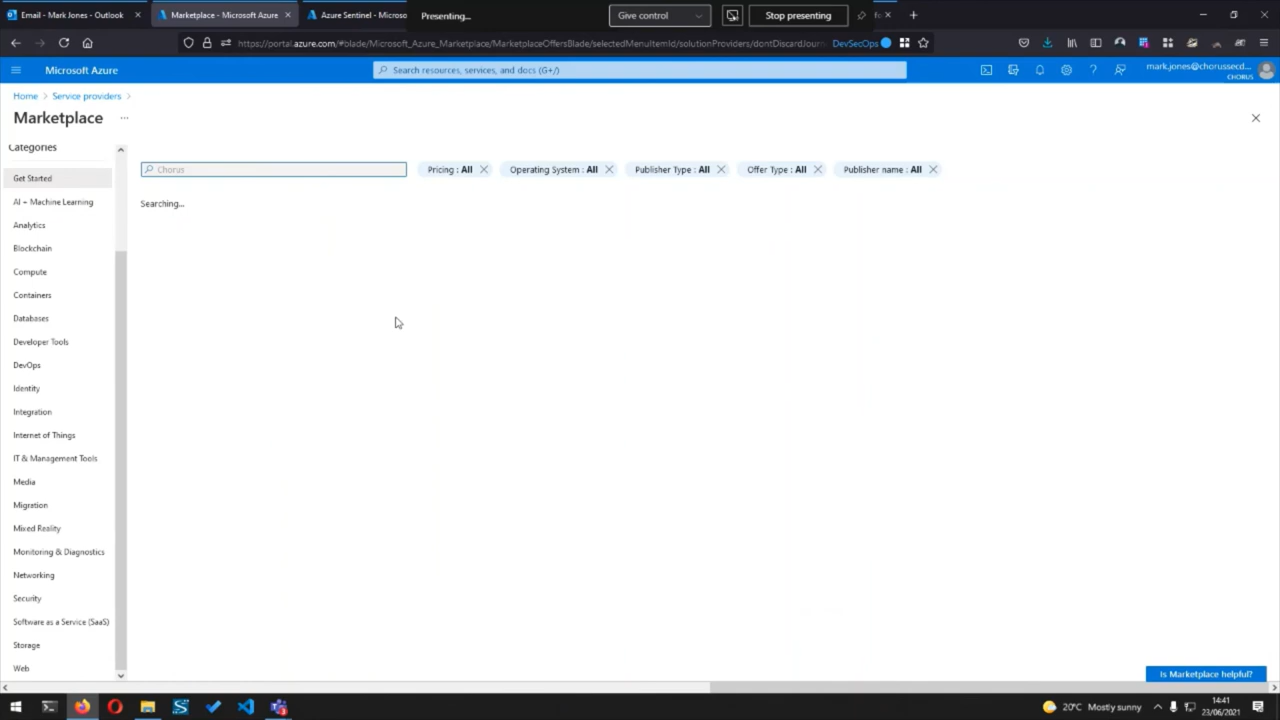 Email - Mark Jones - Outlook
Marketplace - Microsoft Azure
Azure Sentinel - Microso
Presenting...
Give control
Stop presenting
https://portal.azure.com/#blade/Microsoft_Azure_Marketplace/MarketplaceOffersBlade/selectedMenuItemId/solutionProviders/dontDiscardJourn
DevSecOps
Microsoft Azure
Search resources, services, and docs (G+/)
mark.jones@chorussecd...
CHORUS
Home > Service providers >
Marketplace ...
Categories
Chorus
Pricing : All
Operating System : All
Publisher Type : All
Offer Type : All
Publisher name : All
Get Started
Searching...
AI + Machine Learning
Analytics
Blockchain
Compute
Containers
Databases
Developer Tools
DevOps
Identity
Integration
Internet of Things
IT & Management Tools
Media
Migration
Mixed Reality
Monitoring & Diagnostics
Networking
Security
Software as a Service (SaaS)
Storage
Web
Is Marketplace helpful?
20°C Mostly sunny
14:41
23/06/2021